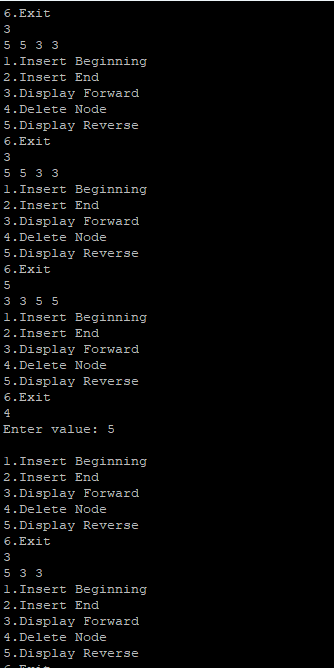 6.Exit
3
5 5 3 3
1.Insert Beginning
2.Insert End
3.Display Forward
4.Delete Node
5.Display Reverse
6.Exit
3
5 5 3 3
1.Insert Beginning
2.Insert End
3.Display Forward
4.Delete Node
5.Display Reverse
6.Exit
5
3 3 5 5
1.Insert Beginning
2.Insert End
3.Display Forward
4.Delete Node
5.Display Reverse
6.Exit
4
Enter value: 5
1.Insert Beginning
2.Insert End
3.Display Forward
4.Delete Node
5.Display Reverse
6.Exit
3
5 3 3
1.Insert Beginning
2.Insert End
3.Display Forward
4.Delete Node
5.Display Reverse